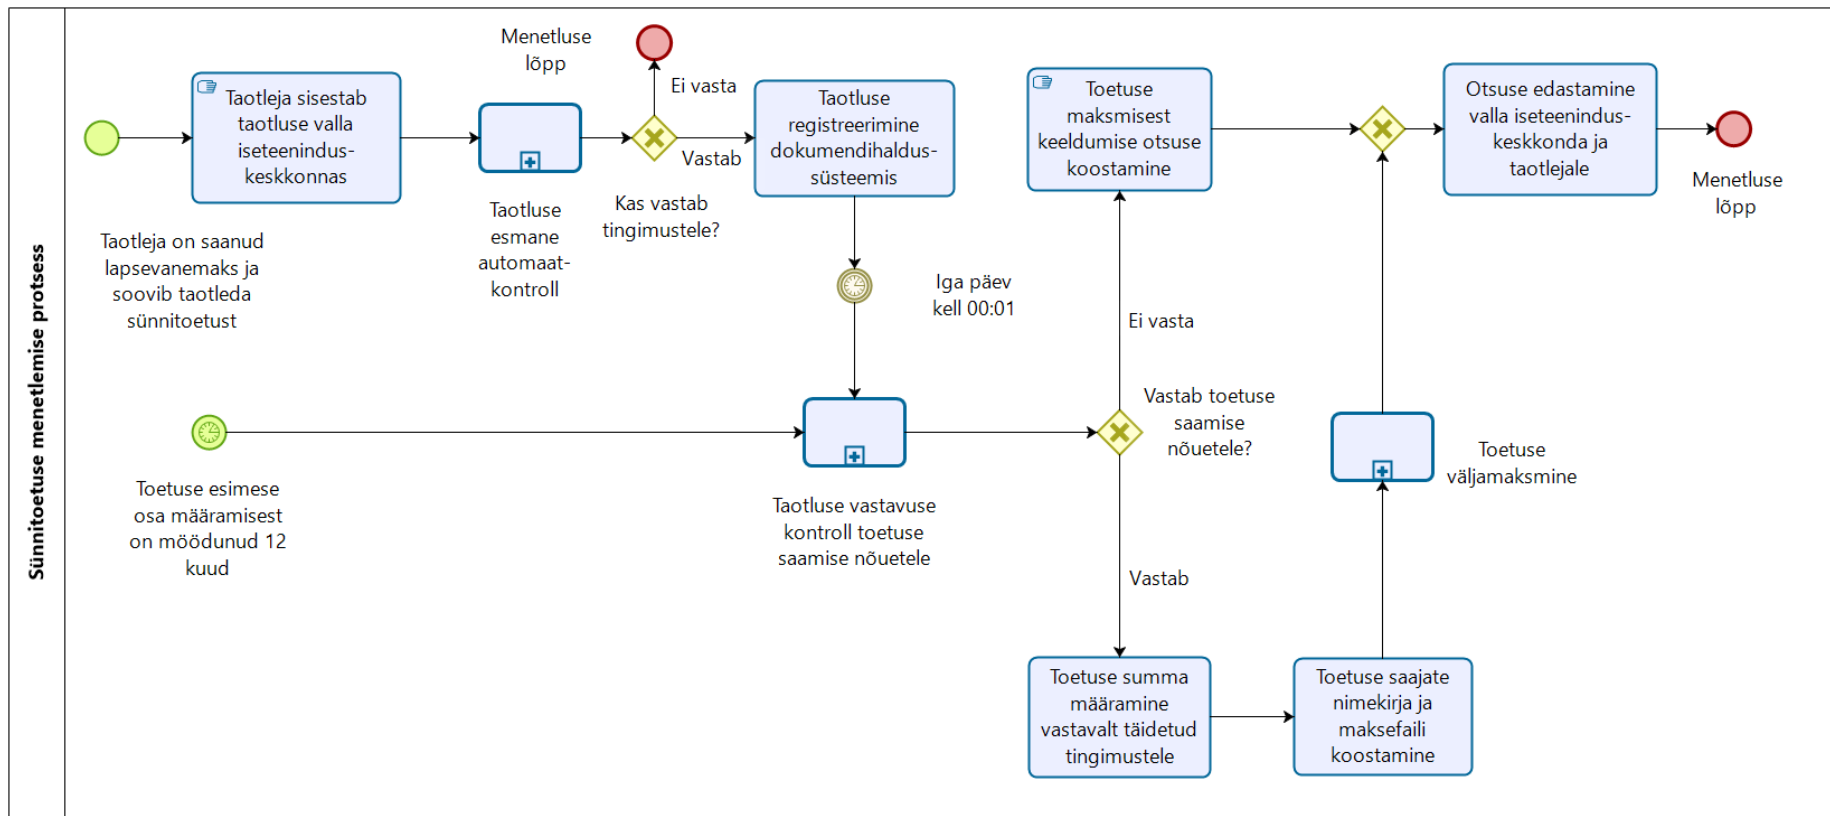 Sünnitoetuse menetlemise protsess
Taotleja on saanud
lapsevanemaks ja
soovib taotleda
sünnitoetust
Taotleja sisestab
taotluse valla
iseteenindus-
keskkonnas
Taotluse
esmane
automaat-
kontroll
Menetluse
lõpp
Ei vasta
Vastab
Kas vastab
tingimustele?
Taotluse
registreerimine
dokumendihaldus-
süsteemis
Iga päev
kell 00:01
Toetuse esimese
osa määramisest
on möödunud 12
kuud
Taotluse vastavuse
kontroll toetuse
saamise nõuetele
Vastab toetuse
saamise
nõuetele?
Ei vasta
Toetuse
maksmisest
keeldumise otsuse
koostamine
Vastab
Toetuse summa
määramine
vastavalt täidetud
tingimustele
Toetuse saajate
nimekirja ja
maksefaili
koostamine
Toetuse
väljamaksmine
Otsuse edastamine
valla iseteenindus-
keskkonda ja
taotlejale
Menetluse
lõpp